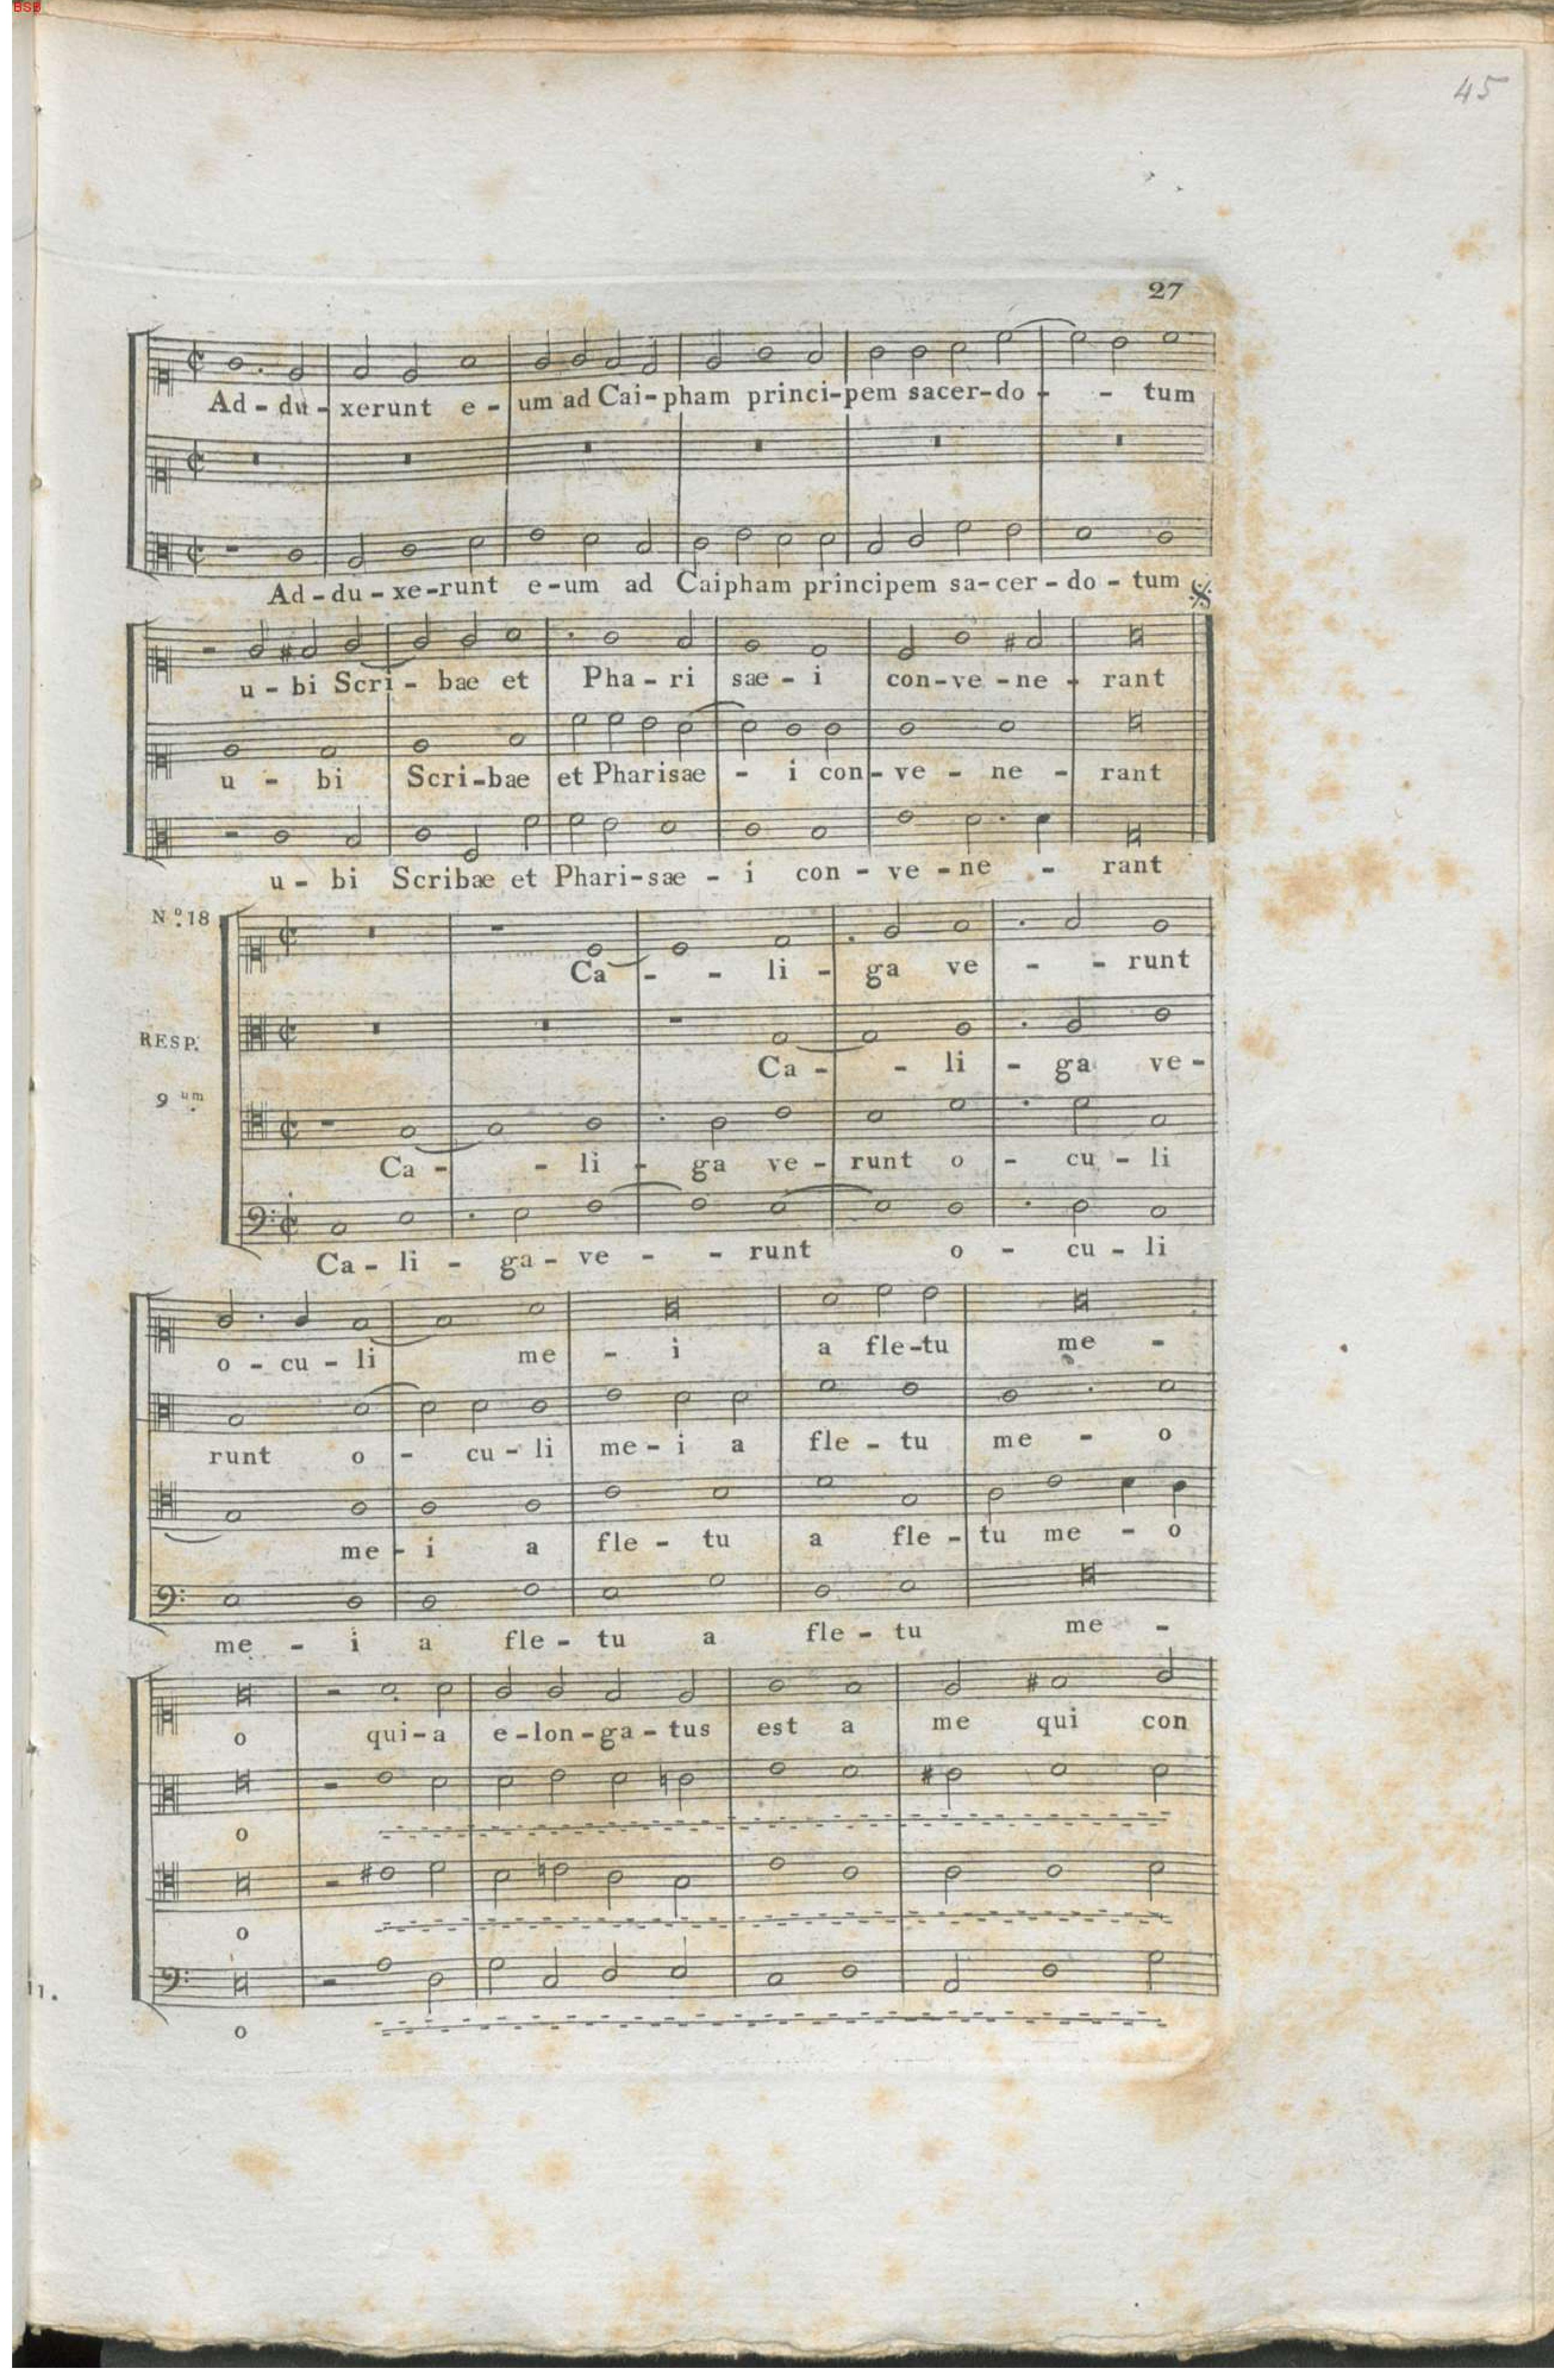 BSB
45
27
Ad - du - xerunt e - um ad Cai - pham princi - pem sacer - do - - tum
Ad - du - xe - runt e - um ad Caipham principem sa - cer - do - tum
u - bi Scri - bae et Pha - ri sae - i con - ve - ne - rant
u - bi Scri - bae et Pharisae - i con - ve - ne - rant
u - bi Scribae et Phari - sae - i con - ve - ne - rant
Nº. 18
Ca - - li - ga ve - - runt
RESP.
Ca - - li - ga ve -
9 um
Ca - - li - ga ve - runt o - cu - li
Ca - li - ga - ve - - runt o - cu - li
o - cu - li me - i a fle - tu me -
runt o - cu - li me - i a fle - tu me - o
me - i a fle - tu a fle - tu me - o
me - i a fle - tu a fle - tu me -
o qui - a e - lon - ga - tus est a me qui con
o
o
11.
o